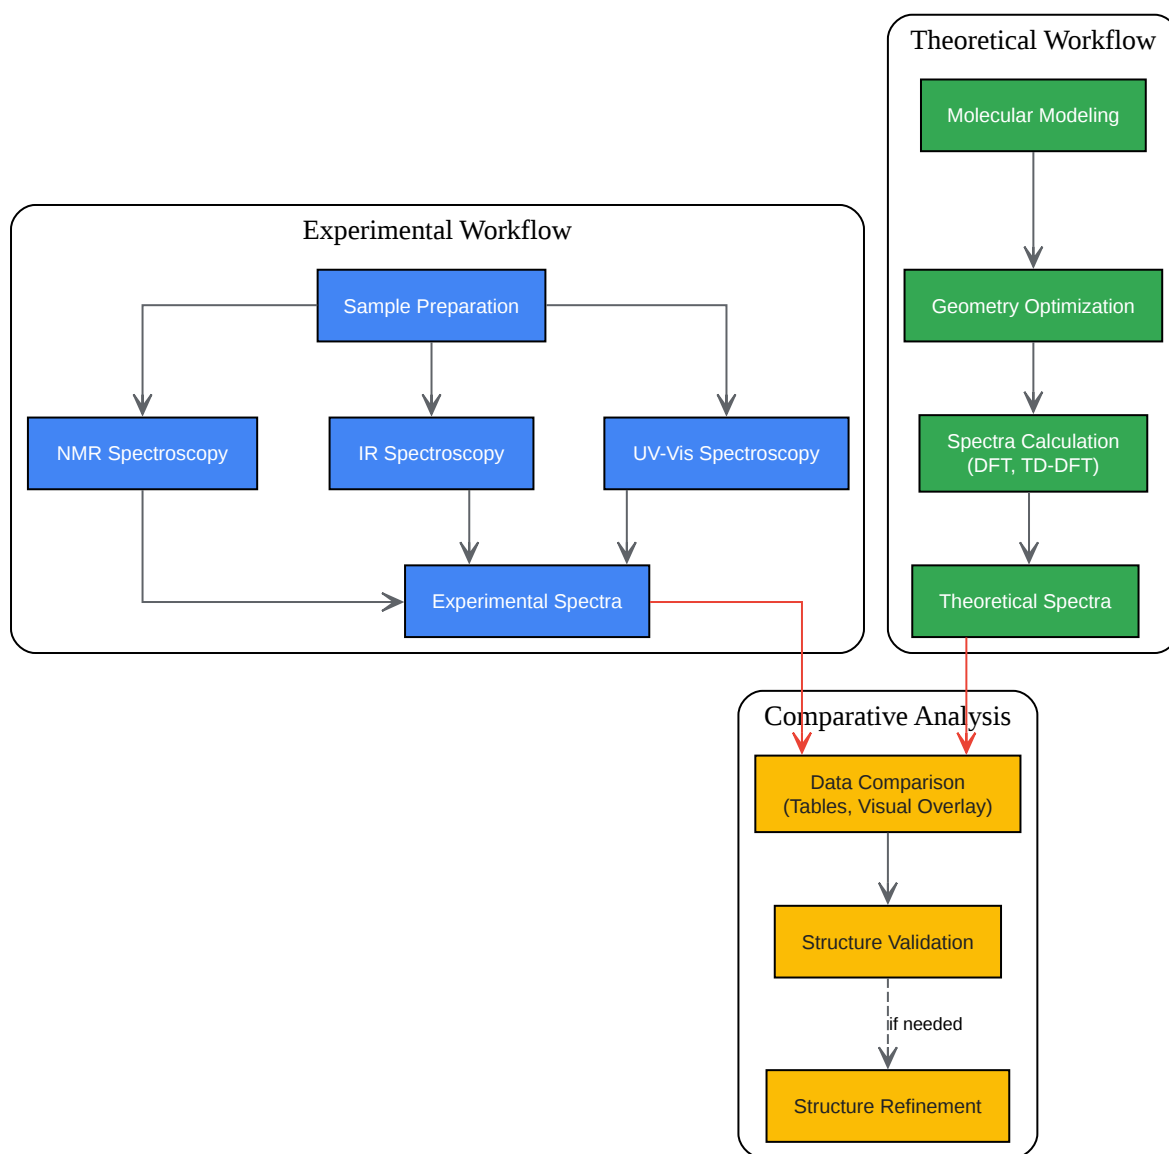 Theoretical Workflow
Molecular Modeling
Experimental Workflow
Sample Preparation
Geometry Optimization
NMR Spectroscopy
IR Spectroscopy
UV-Vis Spectroscopy
Spectra Calculation
(DFT, TD-DFT)
Experimental Spectra
Theoretical Spectra
Comparative Analysis
Data Comparison
(Tables, Visual Overlay)
Structure Validation
if needed
Structure Refinement